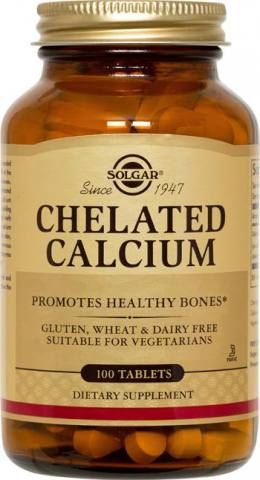 SOLGAR®
Since 1947
CHELATED
CALCIUM
PROMOTES HEALTHY BONES*
GLUTEN, WHEAT & DAIRY FREE
SUITABLE FOR VEGETARIANS
100 TABLETS
DIETARY SUPPLEMENT